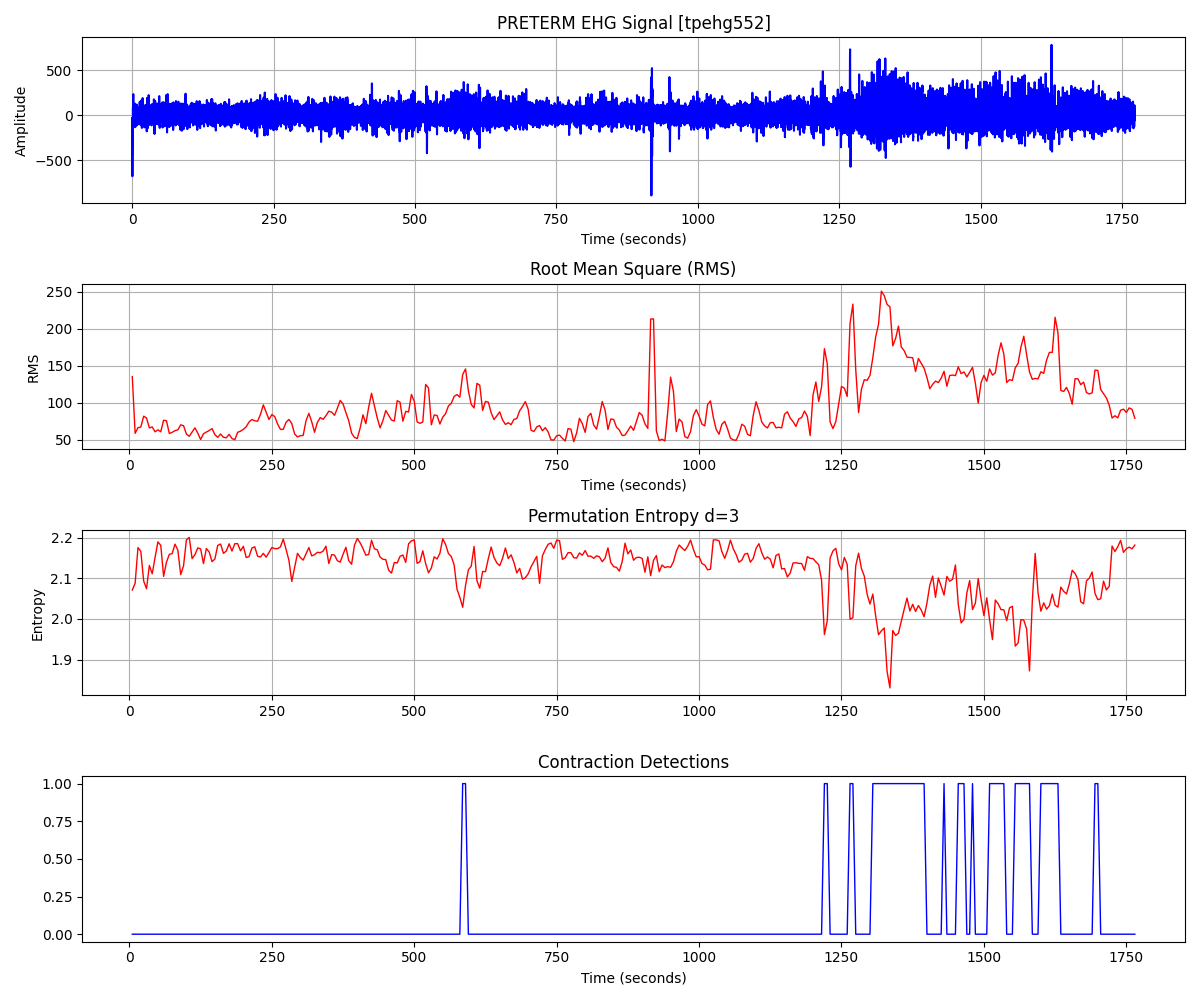 PRETERM EHG Signal [tpehg552]
Amplitude
500
0
−500
0 250 500 750 1000 1250 1500 1750
Time (seconds)
Root Mean Square (RMS)
RMS
250
200
150
100
50
0 250 500 750 1000 1250 1500 1750
Time (seconds)
Permutation Entropy d=3
Entropy
2.2
2.1
2.0
1.9
0 250 500 750 1000 1250 1500 1750
Contraction Detections
1.00
0.75
0.50
0.25
0.00
0 250 500 750 1000 1250 1500 1750
Time (seconds)